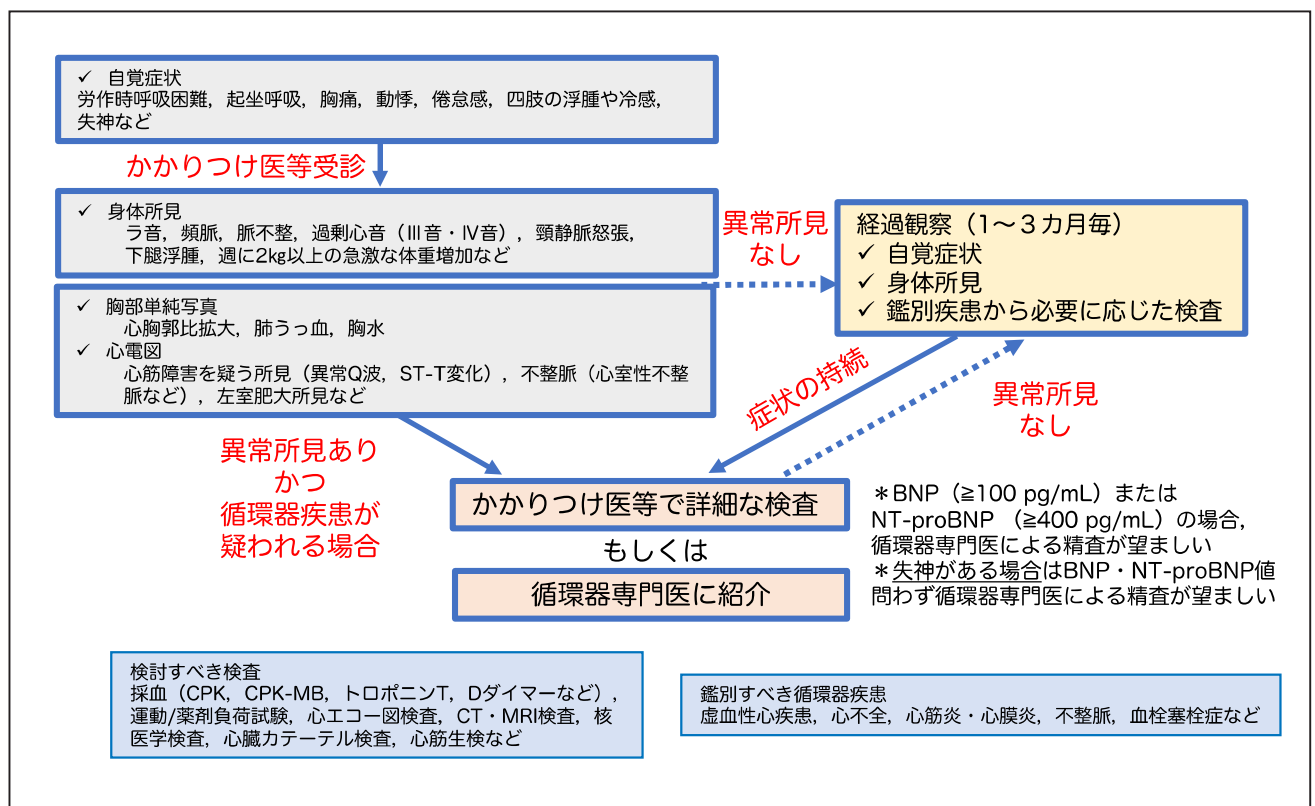 ✓ 自覚症状
労作時呼吸困難，起坐呼吸，胸痛，動悸，倦怠感，四肢の浮腫や冷感，
失神など
かかりつけ医等受診
✓ 身体所見
ラ音，頻脈，脈不整，過剰心音（Ⅲ音・Ⅳ音），頸静脈怒張，
下腿浮腫，週に2kg以上の急激な体重増加など
✓ 胸部単純写真
心胸郭比拡大，肺うっ血，胸水
✓ 心電図
心筋障害を疑う所見（異常Q波，ST-T変化），不整脈（心室性不整
脈など），左室肥大所見など
異常所見
なし
経過観察（1～3カ月毎）
✓ 自覚症状
✓ 身体所見
✓ 鑑別疾患から必要に応じた検査
症状の持続
異常所見
なし
異常所見あり
かつ
循環器疾患が
疑われる場合
かかりつけ医等で詳細な検査
もしくは
循環器専門医に紹介
＊BNP（≧100 pg/mL）または
NT-proBNP （≧400 pg/mL）の場合，
循環器専門医による精査が望ましい
＊失神がある場合はBNP・NT-proBNP値
問わず循環器専門医による精査が望ましい
検討すべき検査
採血（CPK，CPK-MB，トロポニンT，Dダイマーなど），
運動/薬剤負荷試験，心エコー図検査，CT・MRI検査，核
医学検査，心臓カテーテル検査，心筋生検など
鑑別すべき循環器疾患
虚血性心疾患，心不全，心筋炎・心膜炎，不整脈，血栓塞栓症など